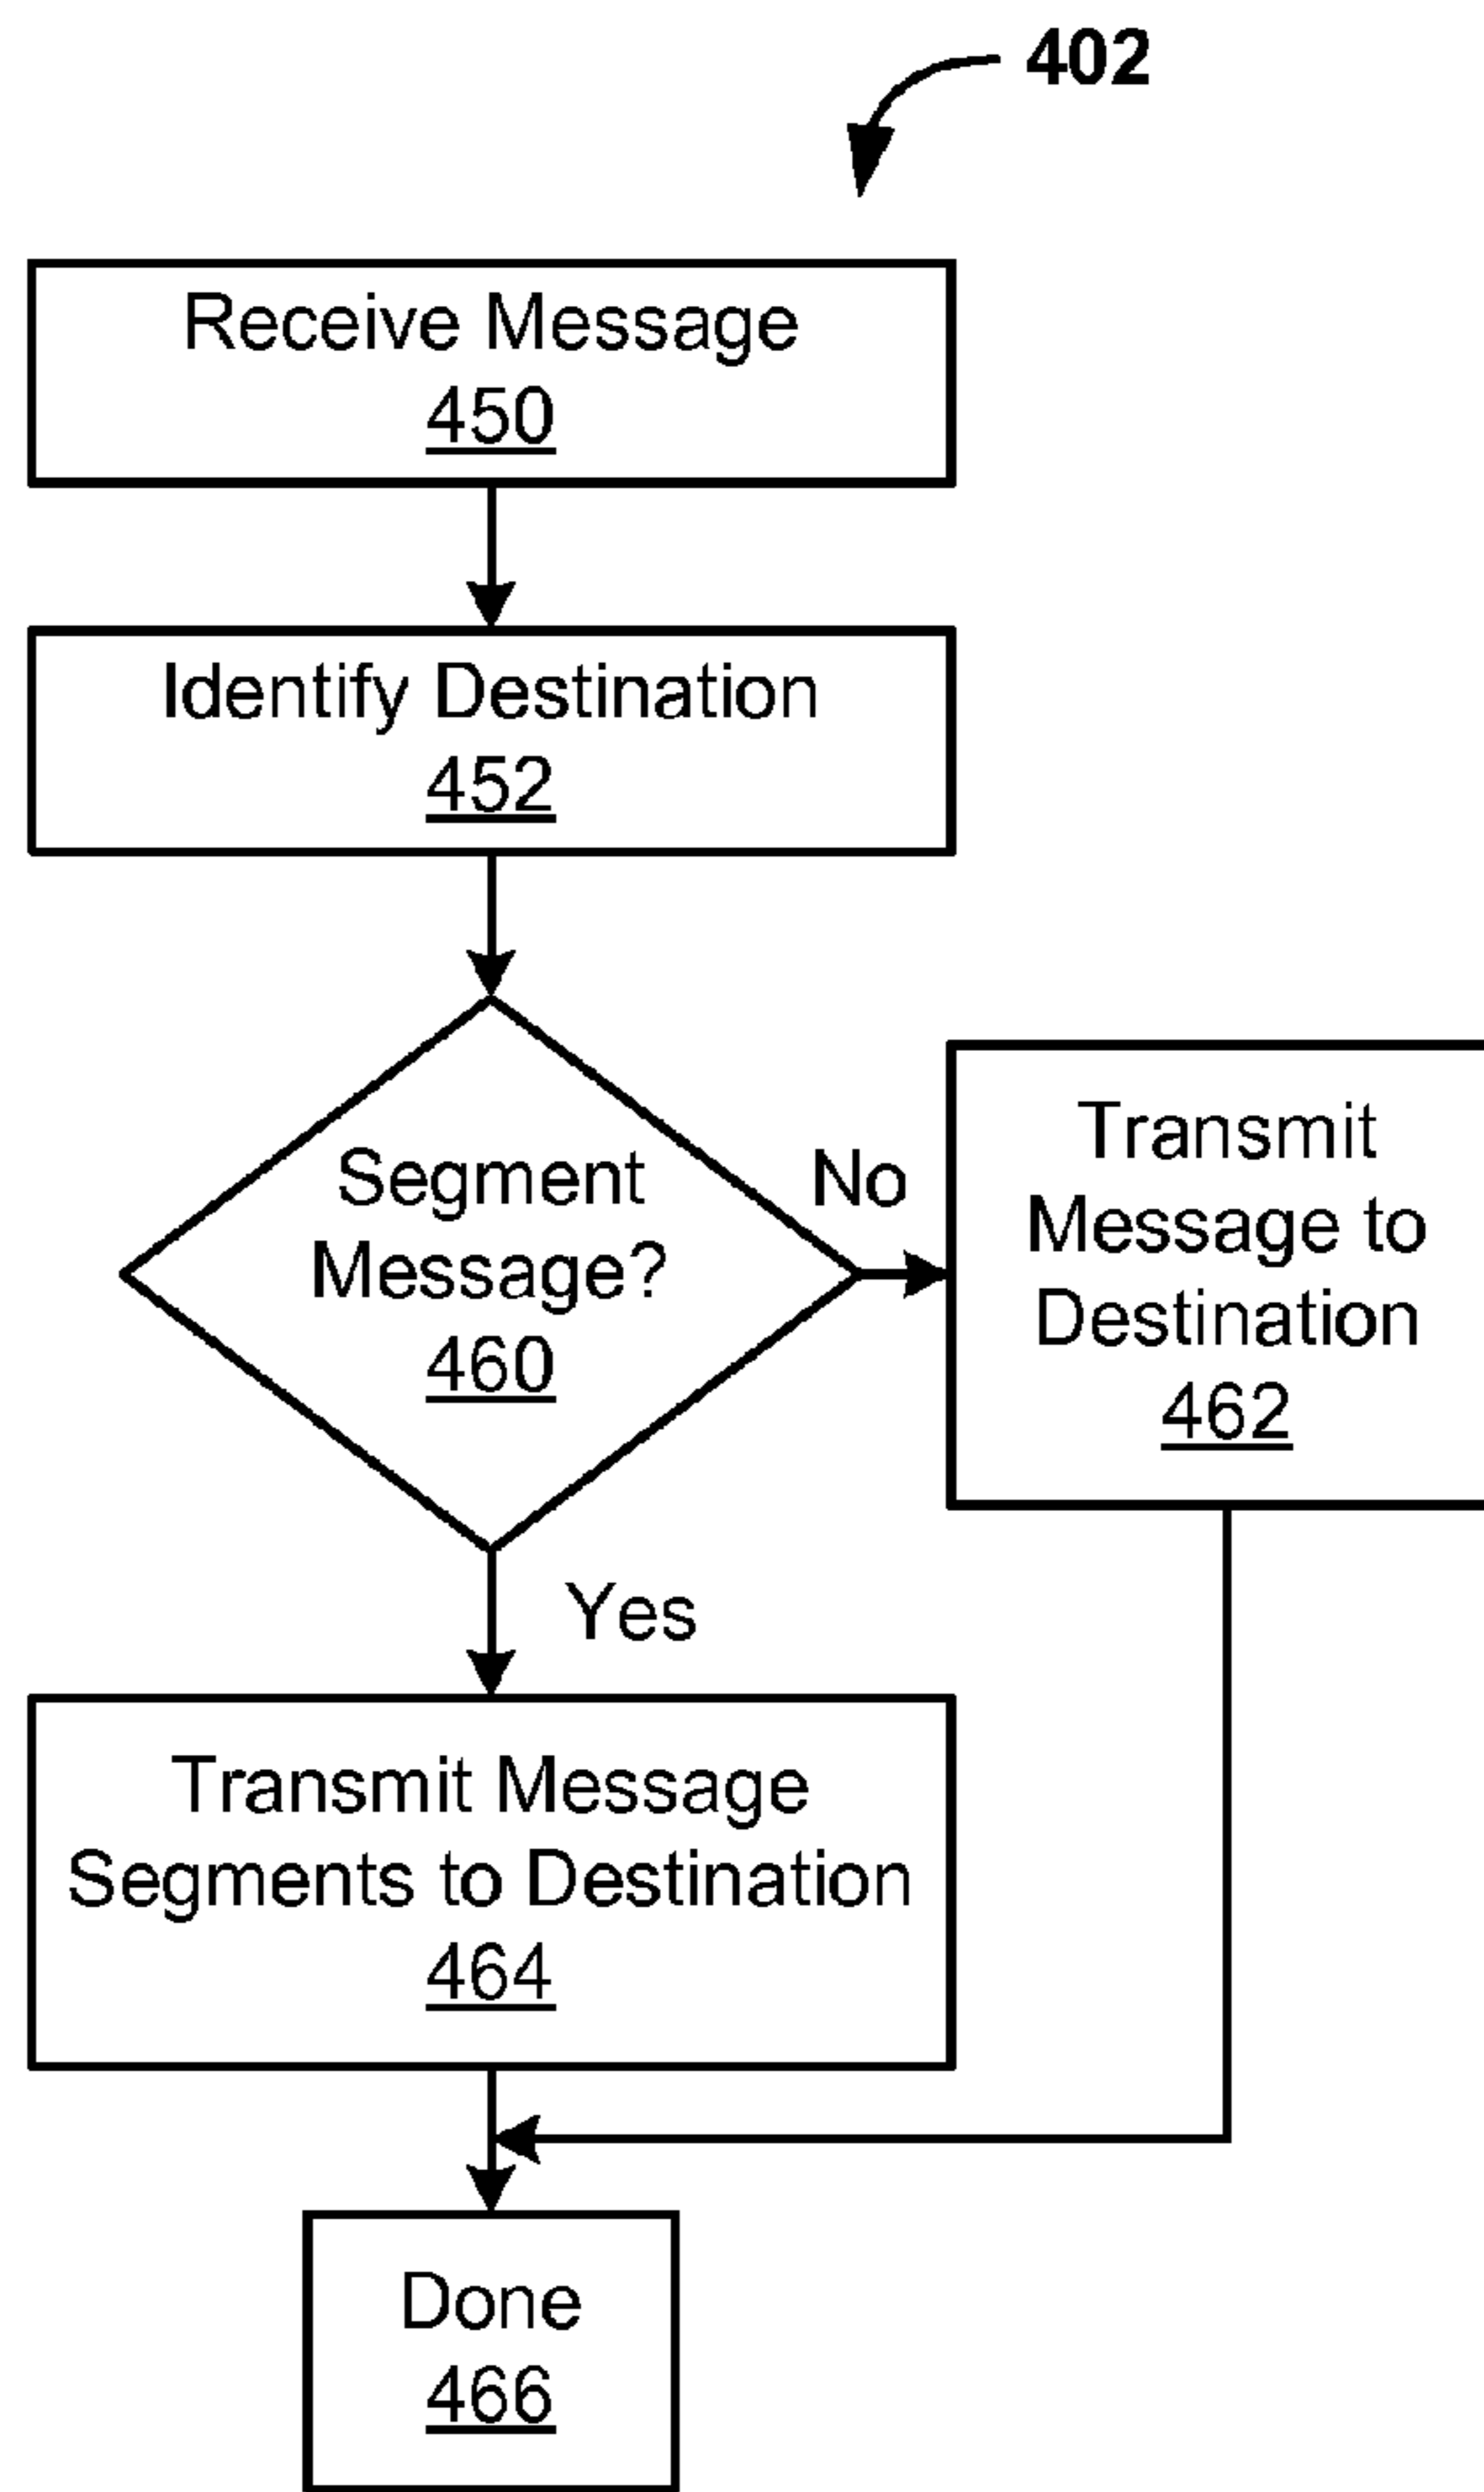 402
Receive Message
450
Identify Destination
452
Segment
Message?
460
No
Transmit
Message to
Destination
462
Yes
Transmit Message
Segments to Destination
464
Done
466